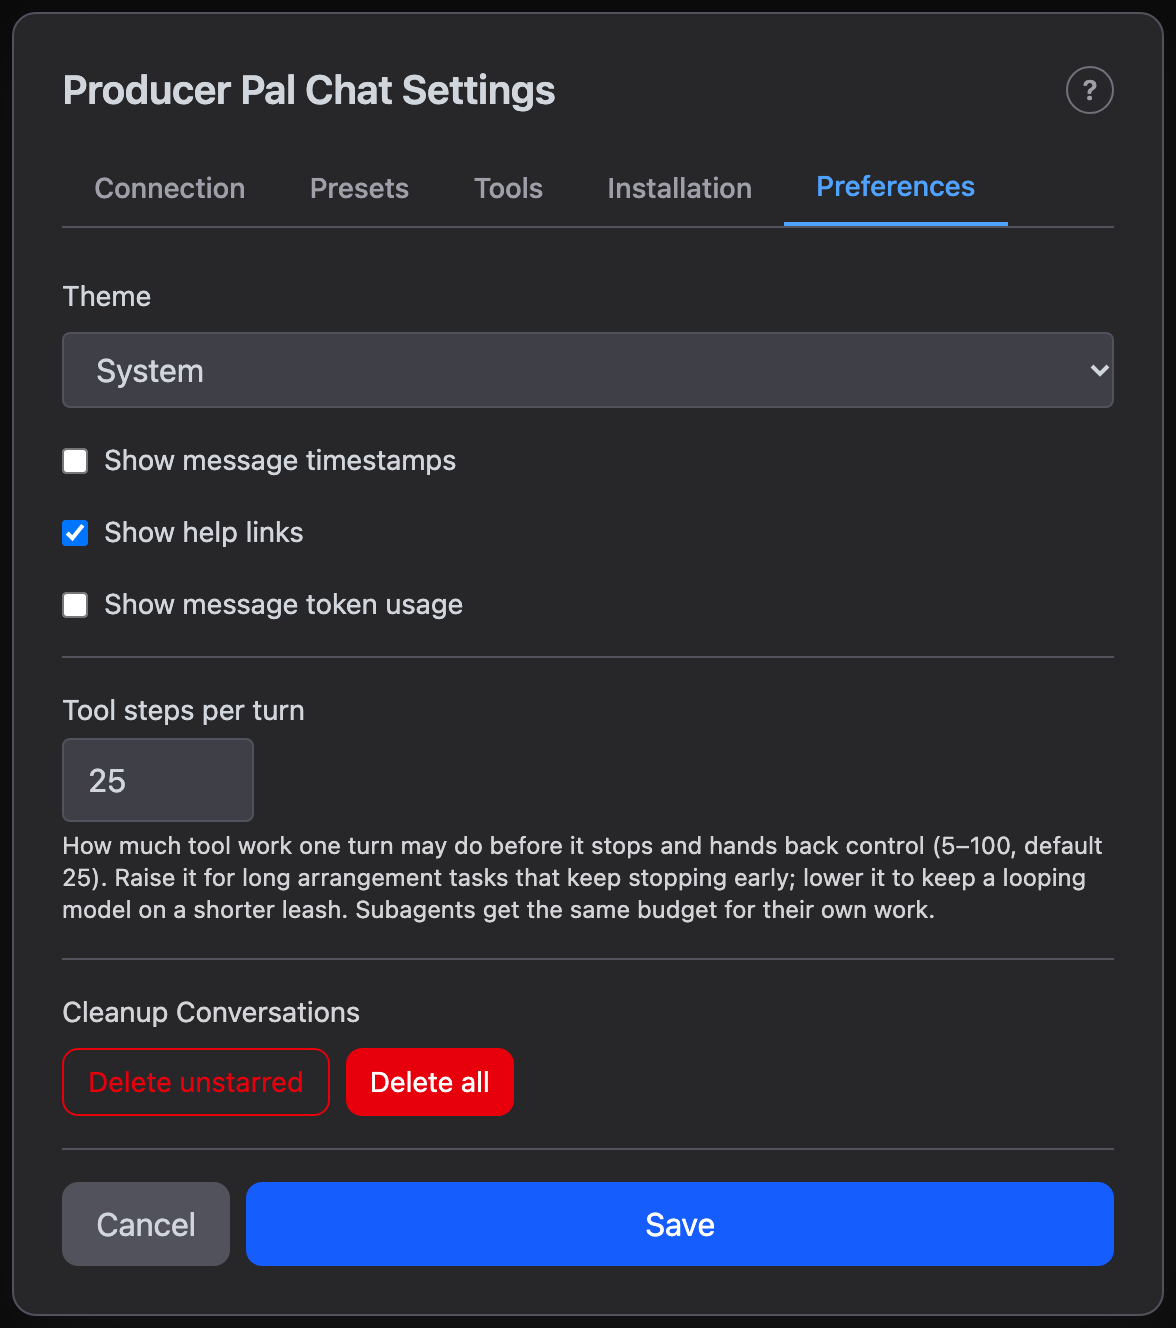 Producer Pal Chat Settings
?
Connection Presets Tools Installation Preferences
Theme
System
Show message timestamps
Show help links
Show message token usage
Tool steps per turn
25
How much tool work one turn may do before it stops and hands back control (5–100, default
25). Raise it for long arrangement tasks that keep stopping early; lower it to keep a looping
model on a shorter leash. Subagents get the same budget for their own work.
Cleanup Conversations
Delete unstarred Delete all
Cancel Save